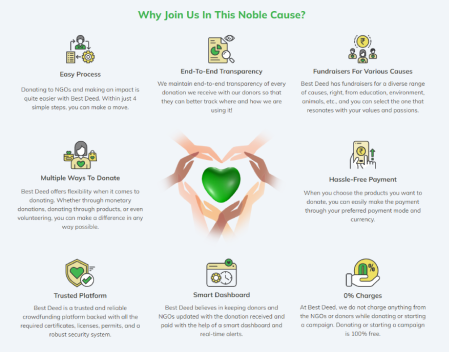 Why Join Us In This Noble Cause?
Easy Process
Donating to NGOs and making an impact is
quite easier with Best Deed. Within just 4
simple steps, you can make a move.
End-To-End Transparency
We maintain end-to-end transparency of every
donation we receive with our donors so that
they can better track where and how we are
using it!
Fundraisers For Various Causes
Best Deed has fundraisers for a diverse range
of causes, right, from education, environment,
animals, etc., and you can select the one that
resonates with your values and passions.
Multiple Ways To Donate
Best Deed offers flexibility when it comes to
donating. Whether through monetary
donations, donating through products, or even
volunteering, you can make a difference in any
way possible.
Hassle-Free Payment
When you choose the products you want to
donate, you can easily make the payment
through your preferred payment mode and
currency.
Trusted Platform
Best Deed is a trusted and reliable
crowdfunding platform backed with all the
required certificates, licenses, permits, and a
robust security system.
Smart Dashboard
Best Deed believes in keeping donors and
NGOs updated with the donation received and
paid with the help of a smart dashboard and
real-time alerts.
0% Charges
At Best Deed, we do not charge anything from
the NGOs or donors while donating or starting
a campaign. Donating or starting a campaign
is 100% free.